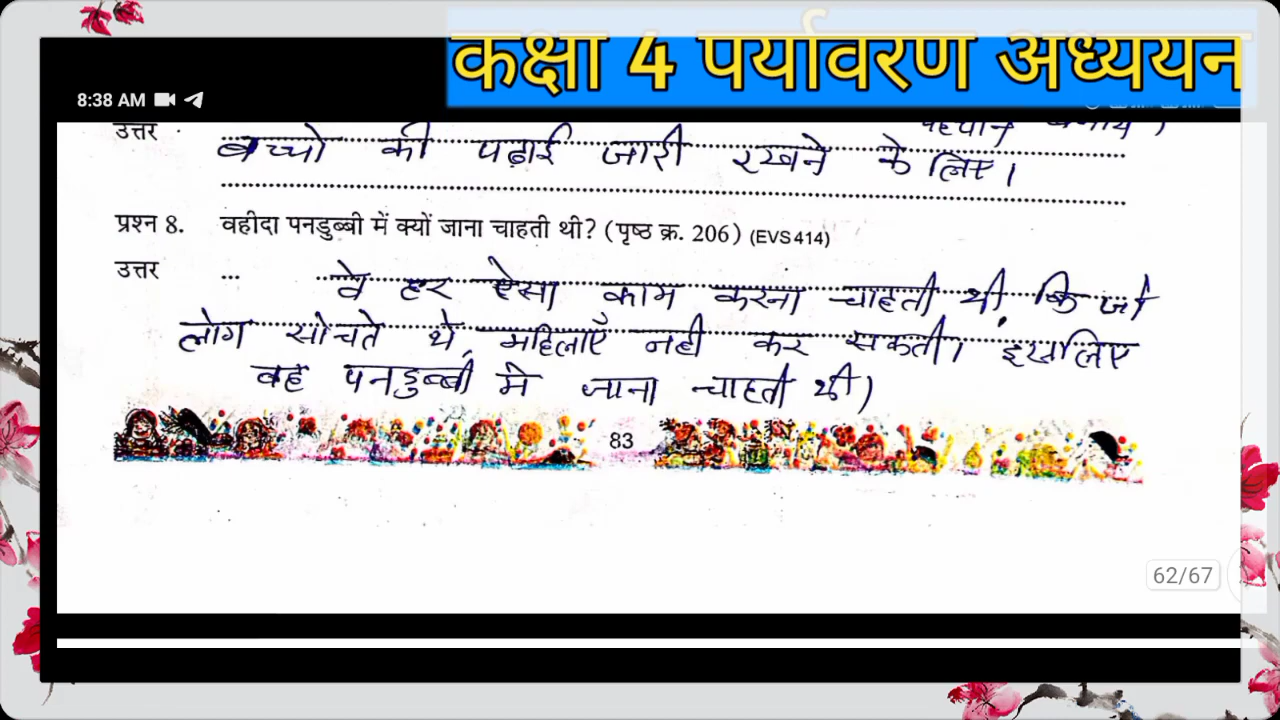 कक्षा 4 पर्यावरण अध्ययन
8:38 AM
उत्तर
बच्चो की पढ़ाई जारी रखने के लिए।
प्रश्न 8. वहीदा पनडुब्बी में क्यों जाना चाहती थी? (पृष्ठ क्र. 206) (EVS414)
उत्तर ... वे हर ऐसा काम करना चाहती थी, कि जो
लोग सोचते थे, महिलाएँ नही कर सकती। इसलिए
वह पनडुब्बी मे जाना चाहती थी)
83
62/67